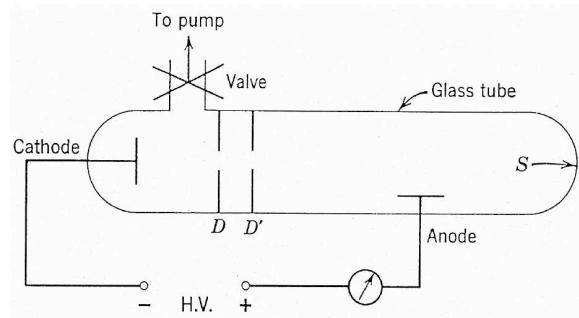 To pump
Valve
Glass tube
Cathode
S
D D′
Anode
− H.V. +